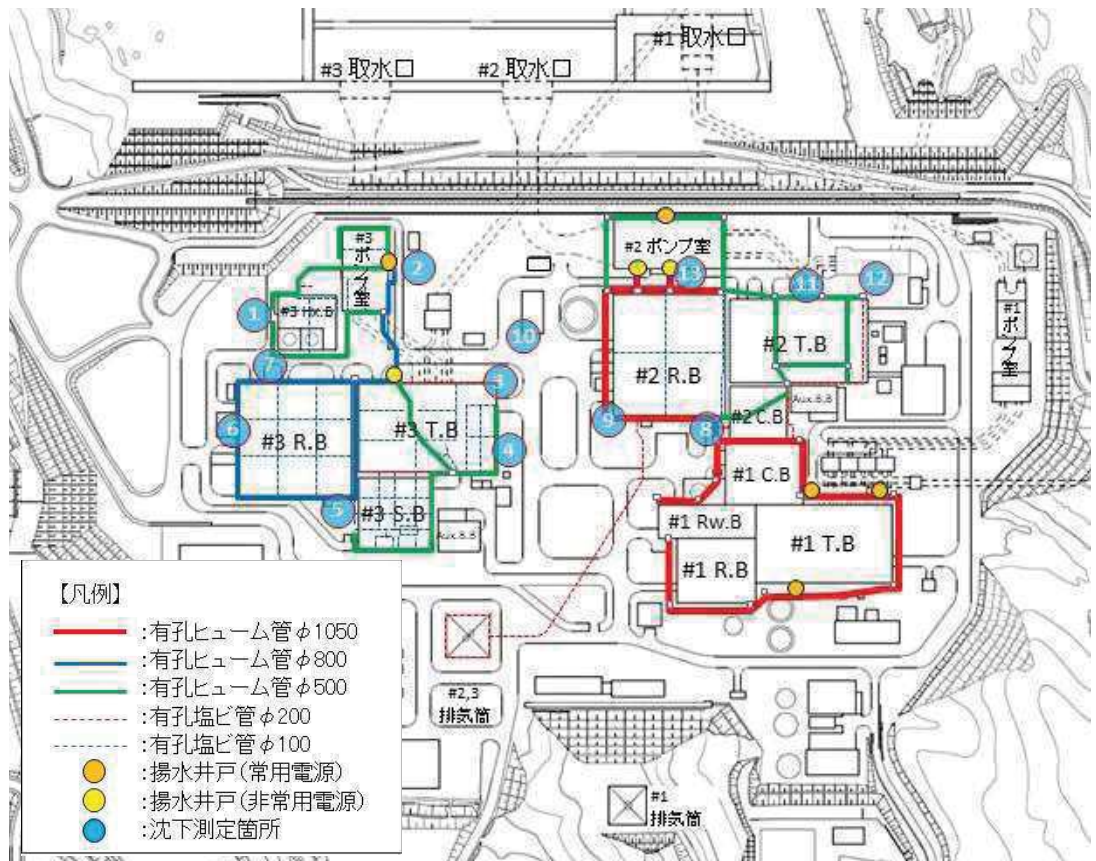 #1 取水口
#3 取水口
#2 取水口
#3 ポンプ室
2
#2 ポンプ室
13
11
12
1
#3 Hx.B
10
#2 T.B
#1 ポンプ室
7
#2 R.B
3
6
#3 R.B
#3 T.B
4
9
8
#2 C.B
Aux.B.B
#1 C.B
5
#3 S.B
Aux.B.B
#1 Rw.B
#1 T.B
#1 R.B
【凡例】
:有孔ヒューム管φ1050
:有孔ヒューム管φ800
:有孔ヒューム管φ500
:有孔塩ビ管φ200
:有孔塩ビ管φ100
:揚水井戸(常用電源)
:揚水井戸(非常用電源)
:沈下測定箇所
#2,3
排気筒
#1
排気筒